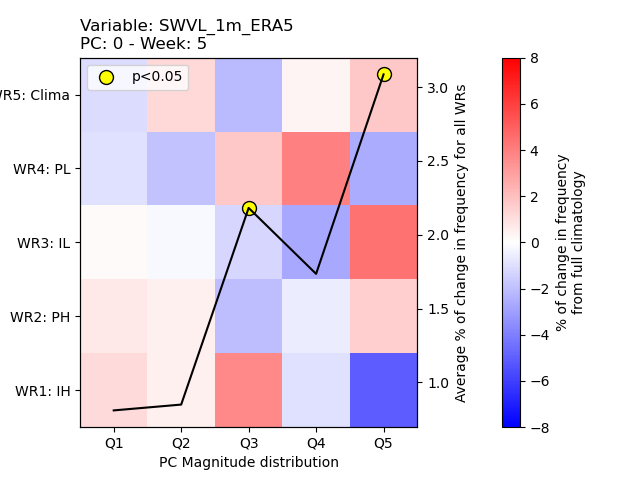 Variable: SWVL_1m_ERA5
PC: 0 - Week: 5
p<0.05
WR5: Clima
WR4: PL
WR3: IL
WR2: PH
WR1: IH
Q1
Q2
Q3
Q4
Q5
PC Magnitude distribution
3.0
2.5
2.0
1.5
1.0
Average % of change in frequency for all WRs
8
6
4
2
0
−2
−4
−6
−8
% of change in frequency
from full climatology